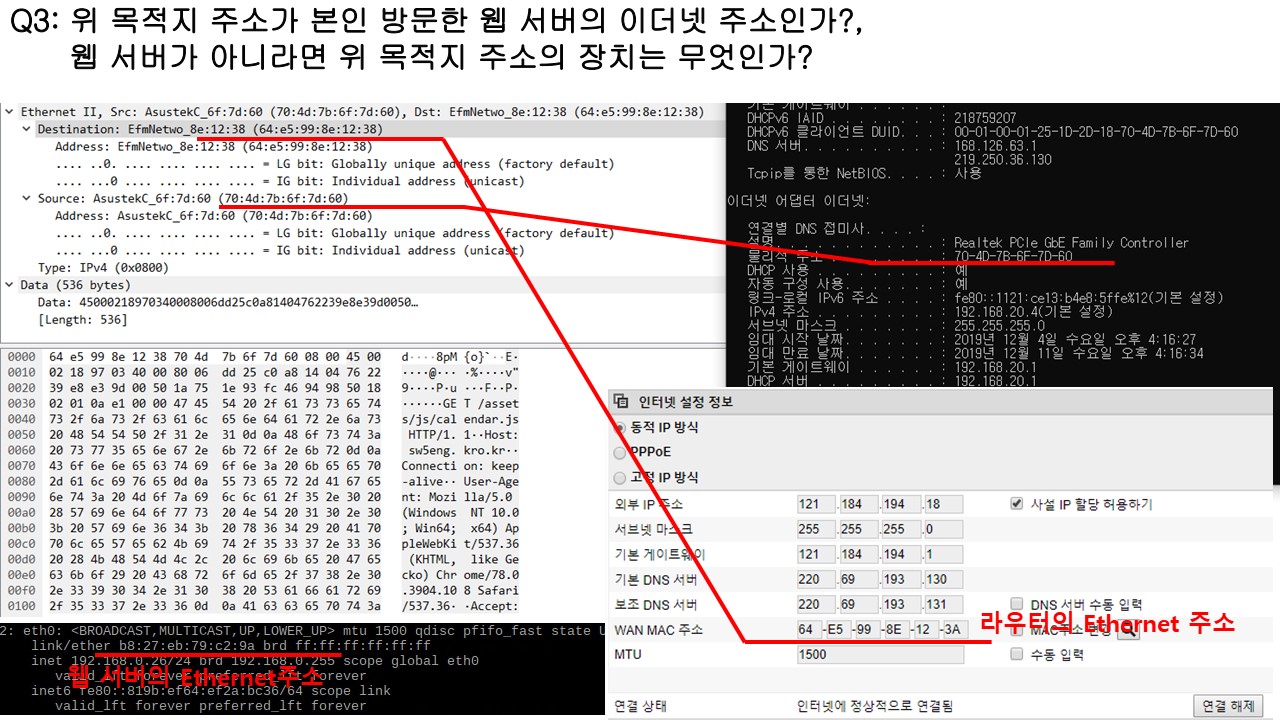 Q3: 위 목적지 주소가 본인 방문한 웹 서버의 이더넷 주소인가?,
웹 서버가 아니라면 위 목적지 주소의 장치는 무엇인가?
Ethernet II, Src: AsustekC_6f:7d:60 (70:4d:7b:6f:7d:60), Dst: EfmNetwo_8e:12:38 (64:e5:99:8e:12:38)
Destination: EfmNetwo_8e:12:38 (64:e5:99:8e:12:38)
Address: EfmNetwo_8e:12:38 (64:e5:99:8e:12:38)
.... ..0. .... .... .... .... = LG bit: Globally unique address (factory default)
.... ...0 .... .... .... .... = IG bit: Individual address (unicast)
Source: AsustekC_6f:7d:60 (70:4d:7b:6f:7d:60)
Address: AsustekC_6f:7d:60 (70:4d:7b:6f:7d:60)
.... ..0. .... .... .... .... = LG bit: Globally unique address (factory default)
.... ...0 .... .... .... .... = IG bit: Individual address (unicast)
Type: IPv4 (0x0800)
Data (536 bytes)
Data: 45000218970340008006dd25c0a81404762239e8e39d0050…
[Length: 536]
0000 64 e5 99 8e 12 38 70 4d 7b 6f 7d 60 08 00 45 00 d····8pM {o}`··E·
0010 02 18 97 03 40 00 80 06 dd 25 c0 a8 14 04 76 22 ····@··· ·%····v"
0020 39 e8 e3 9d 00 50 1a 75 1e 93 fc 46 94 98 50 18 9····P·u ···F··P·
0030 02 01 0a e1 00 00 47 45 54 20 2f 61 73 73 65 74 ······GE T /asset
0040 73 2f 6a 73 2f 63 61 6c 65 6e 64 61 72 2e 6a 73 s/js/cal endar.js
0050 20 48 54 54 50 2f 31 2e 31 0d 0a 48 6f 73 74 3a HTTP/1. 1··Host:
0060 20 73 77 35 65 6e 67 2e 6b 72 6f 2e 6b 72 0d 0a sw5eng. kro.kr··
0070 43 6f 6e 6e 65 63 74 69 6f 6e 3a 20 6b 65 65 70 Connecti on: keep
0080 2d 61 6c 69 76 65 0d 0a 55 73 65 72 2d 41 67 65 -alive·· User-Age
0090 6e 74 3a 20 4d 6f 7a 69 6c 6c 61 2f 35 2e 30 20 nt: Mozi lla/5.0
00a0 28 57 69 6e 64 6f 77 73 20 4e 54 20 31 30 2e 30 (Windows NT 10.0
00b0 3b 20 57 69 6e 36 34 3b 20 78 36 34 29 20 41 70 ; Win64; x64) Ap
00c0 70 6c 65 57 65 62 4b 69 74 2f 35 33 37 2e 33 36 pleWebKi t/537.36
00d0 20 28 4b 48 54 4d 4c 2c 20 6c 69 6b 65 20 47 65 (KHTML, like Ge
00e0 63 6b 6f 29 20 43 68 72 6f 6d 65 2f 37 38 2e 30 cko) Chr ome/78.0
00f0 2e 33 39 30 34 2e 31 30 38 20 53 61 66 61 72 69 .3904.10 8 Safari
0100 2f 35 33 37 2e 33 36 0d 0a 41 63 63 65 70 74 3a /537.36· ·Accept:
2: eth0: <BROADCAST,MULTICAST,UP,LOWER_UP> mtu 1500 qdisc pfifo_fast state U
link/ether b8:27:eb:79:c2:9a brd ff:ff:ff:ff:ff:ff
inet 192.168.0.26/24 brd 192.168.0.255 scope global eth0
valid_lft forever preferred_lft forever
웹 서버의 Ethernet주소
inet6 fe80::819b:ef64:ef2a:bc36/64 scope link
valid_lft forever preferred_lft forever
기본 게이트웨이 . . . . . . . :
DHCPv6 IAID . . . . . . . . : 218759207
DHCPv6 클라이언트 DUID. . . : 00-01-00-01-25-1D-2D-18-70-4D-7B-6F-7D-60
DNS 서버. . . . . . . . . . : 168.126.63.1
219.250.36.130
Tcpip를 통한 NetBIOS. . . . : 사용
이더넷 어댑터 이더넷:
연결별 DNS 접미사. . . . :
설명. . . . . . . . . . . . : Realtek PCIe GbE Family Controller
물리적 주소 . . . . . . . . : 70-4D-7B-6F-7D-60
DHCP 사용 . . . . . . . . . : 예
자동 구성 사용. . . . . . . : 예
링크-로컬 IPv6 주소 . . . . : fe80::1121:ce13:b4e8:5ffe%12(기본 설정)
IPv4 주소 . . . . . . . . . : 192.168.20.4(기본 설정)
서브넷 마스크 . . . . . . . : 255.255.255.0
임대 시작 날짜 . . . . . . : 2019년 12월 4일 수요일 오후 4:16:27
임대 만료 날짜 . . . . . . : 2019년 12월 11일 수요일 오후 4:16:34
기본 게이트웨이 . . . . . . : 192.168.20.1
DHCP 서버 . . . . . . . . . : 192.168.20.1
인터넷 설정 정보
동적 IP 방식
PPPoE
고정 IP 방식
외부 IP 주소 121 .184 .194 .18 사설 IP 할당 허용하기
서브넷 마스크 255 .255 .255 .0
기본 게이트웨이 121 .184 .194 .1
기본 DNS 서버 220 .69 .193 .130
보조 DNS 서버 220 .69 .193 .131 DNS 서버 수동 입력
WAN MAC 주소 64 -E5 -99 -8E -12 -3A MAC주소 변경
라우터의 Ethernet 주소
MTU 1500 수동 입력
연결 상태 인터넷에 정상적으로 연결됨 연결 해제